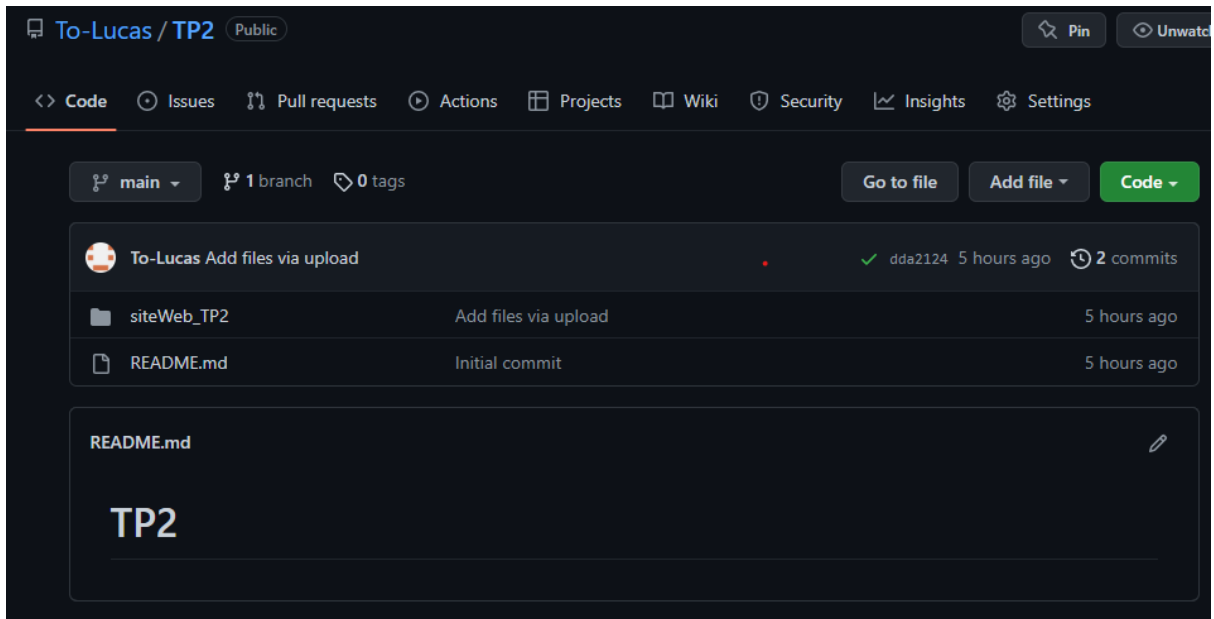 To-Lucas / TP2 Public Pin Unwatch
Code Issues Pull requests Actions Projects Wiki Security Insights Settings
main 1 branch 0 tags Go to file Add file Code
To-Lucas Add files via upload dda2124 5 hours ago 2 commits
siteWeb_TP2 Add files via upload 5 hours ago
README.md Initial commit 5 hours ago
README.md
TP2